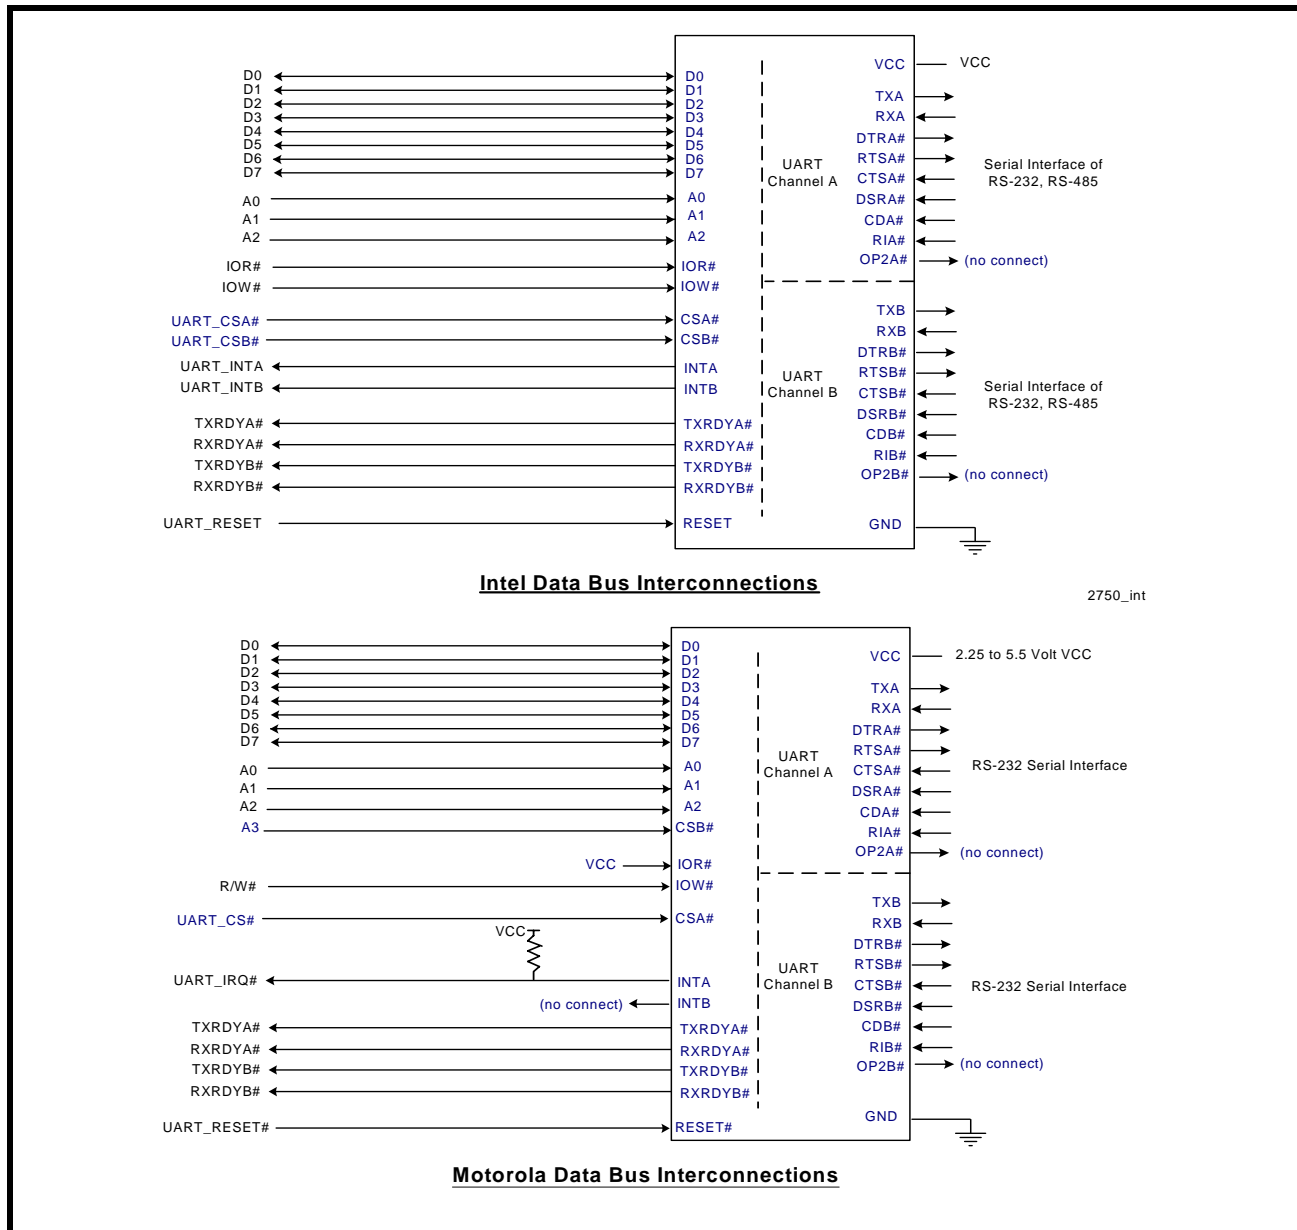 D0 D0 VCC VCC
D1 D1
D2 D2 TXA
D3 D3 RXA
D4 D4 DTRA#
D5 D5 RTSA#
D6 D6 UART Channel A Serial Interface of RS-232, RS-485
D7 D7 CTSA#
A0 A0 DSRA#
A1 A1 CDA#
A2 A2 RIA#
IOR# IOR# OP2A# (no connect)
IOW# IOW#
UART_CSA# CSA# TXB
UART_CSB# CSB# RXB
DTRB#
UART_INTA INTA RTSB#
UART_INTB INTB UART Channel B CTSB# Serial Interface of RS-232, RS-485
DSRB#
TXRDYA# TXRDYA# CDB#
RXRDYA# RXRDYA# RIB#
TXRDYB# TXRDYB# OP2B# (no connect)
RXRDYB# RXRDYB#
UART_RESET RESET GND
Intel Data Bus Interconnections
2750_int
D0 D0 VCC 2.25 to 5.5 Volt VCC
D1 D1
D2 D2 TXA
D3 D3 RXA
D4 D4 DTRA#
D5 D5 RTSA#
D6 D6 UART Channel A RS-232 Serial Interface
D7 D7 CTSA#
A0 A0 DSRA#
A1 A1 CDA#
A2 A2 RIA#
A3 CSB# OP2A# (no connect)
VCC IOR#
R/W# IOW# TXB
UART_CS# CSA# RXB
VCC DTRB#
RTSB#
UART_IRQ# INTA UART Channel B CTSB# RS-232 Serial Interface
(no connect) INTB DSRB#
TXRDYA# TXRDYA# CDB#
RXRDYA# RXRDYA# RIB#
TXRDYB# TXRDYB# OP2B# (no connect)
RXRDYB# RXRDYB#
UART_RESET# RESET# GND
Motorola Data Bus Interconnections